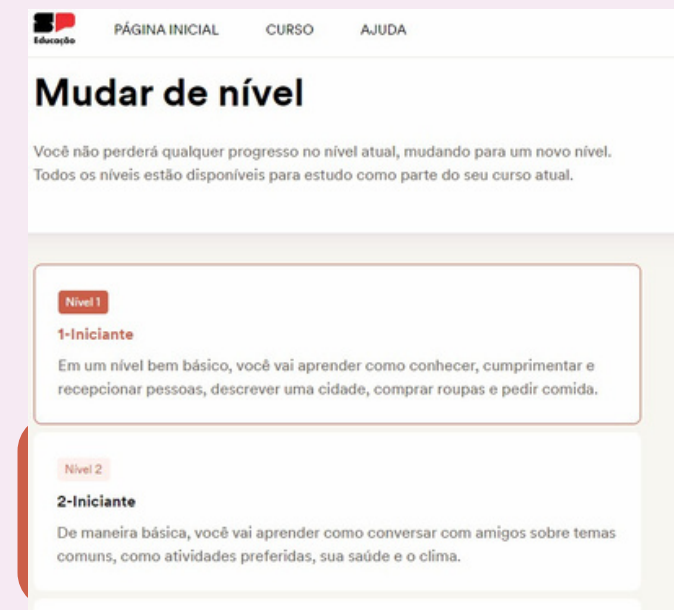 Educação
PÁGINA INICIAL CURSO AJUDA
Mudar de nível
Você não perderá qualquer progresso no nível atual, mudando para um novo nível.
Todos os níveis estão disponíveis para estudo como parte do seu curso atual.
Nível 1
1-Iniciante
Em um nível bem básico, você vai aprender como conhecer, cumprimentar e
recepcionar pessoas, descrever uma cidade, comprar roupas e pedir comida.
Nível 2
2-Iniciante
De maneira básica, você vai aprender como conversar com amigos sobre temas
comuns, como atividades preferidas, sua saúde e o clima.